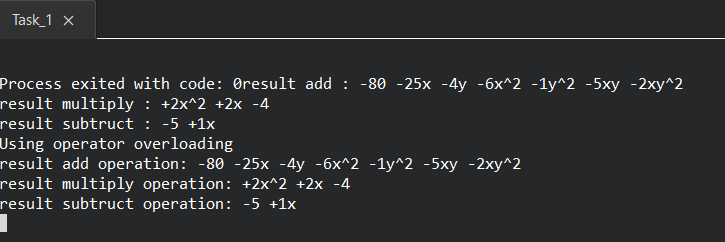 Task_1 ×
Process exited with code: 0result add : -80 -25x -4y -6x^2 -1y^2 -5xy -2xy^2
result multiply : +2x^2 +2x -4
result subtruct : -5 +1x
Using operator overloading
result add operation: -80 -25x -4y -6x^2 -1y^2 -5xy -2xy^2
result multiply operation: +2x^2 +2x -4
result subtruct operation: -5 +1x